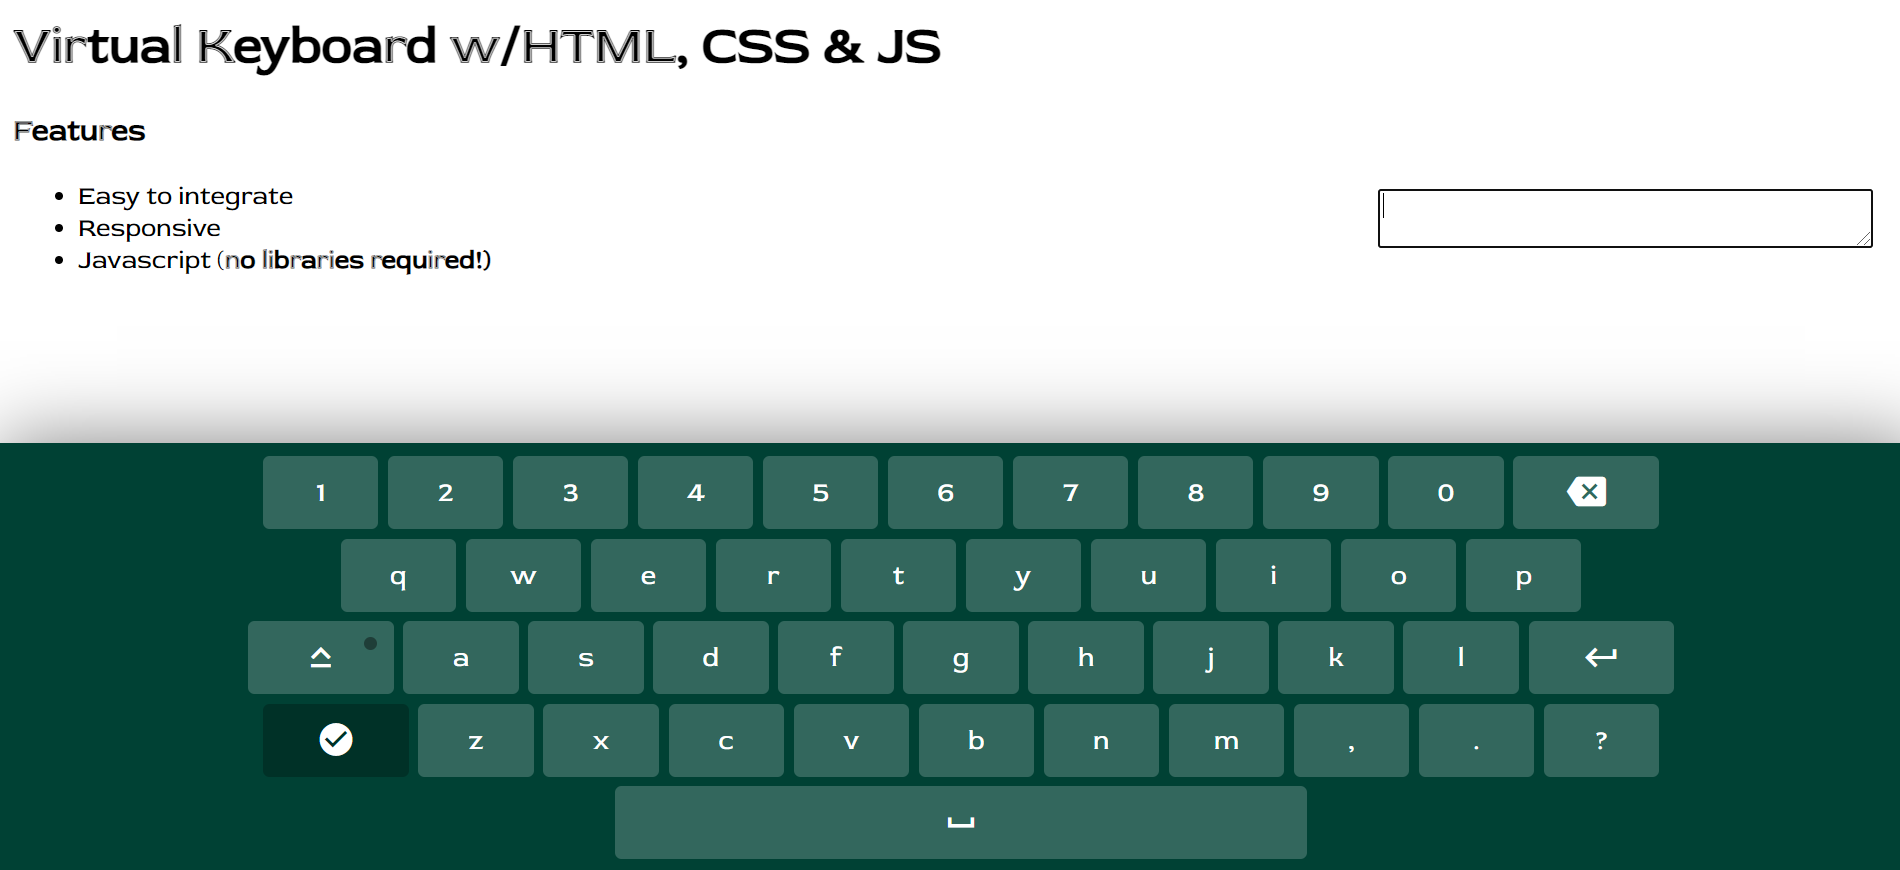 Virtual Keyboard w/HTML, CSS & JS
Features
Easy to integrate
Responsive
Javascript (no libraries required!)
1 2 3 4 5 6 7 8 9 0
q w e r t y u i o p
a s d f g h j k l
z x c v b n m , . ?